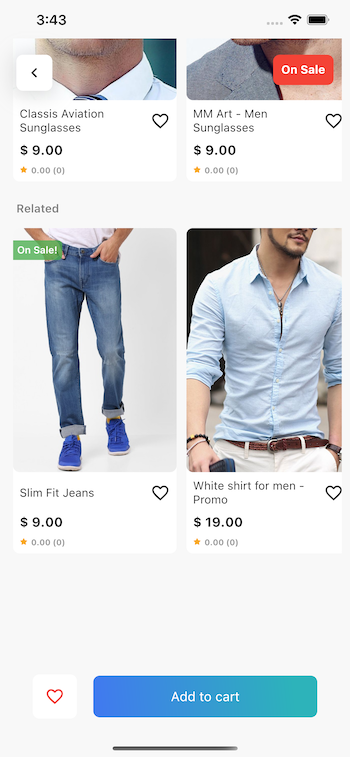 3:43
On Sale
Classis Aviation
Sunglasses
MM Art - Men
Sunglasses
$ 9.00
$ 9.00
0.00 (0)
0.00 (0)
Related
On Sale!
Slim Fit Jeans
White shirt for men -
Promo
$ 9.00
$ 19.00
0.00 (0)
0.00 (0)
Add to cart